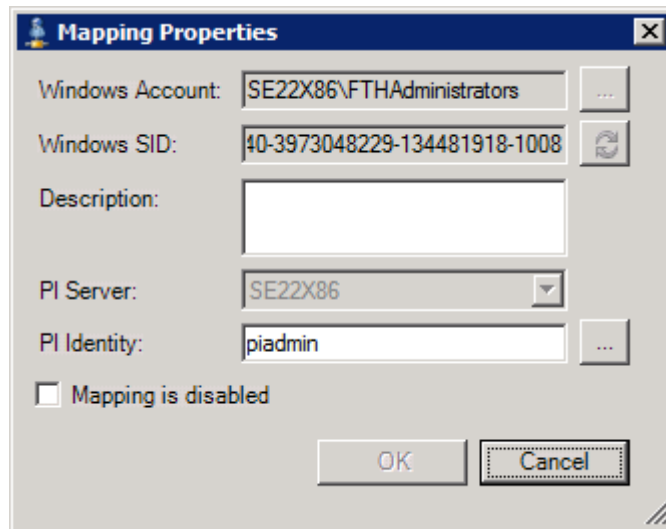 Mapping Properties
Windows Account: SE22X86\FTHAdministrators ...
Windows SID: 40-3973048229-134481918-1008
Description:
PI Server: SE22X86
PI Identity: piadmin ...
Mapping is disabled
OK Cancel